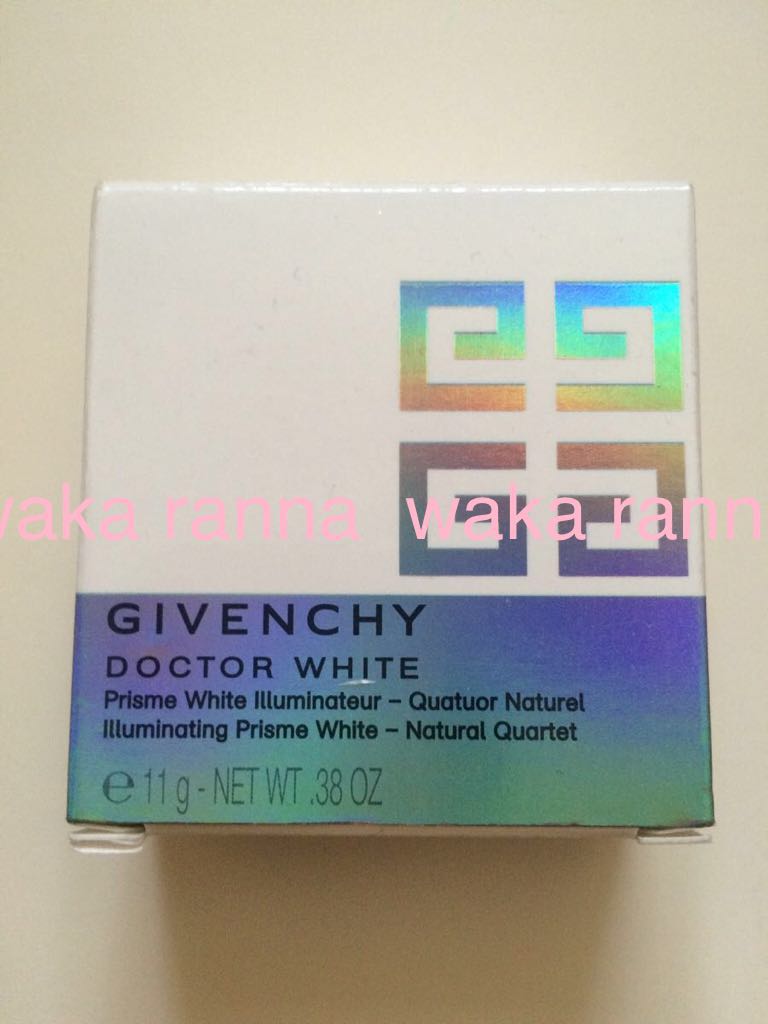 waka ranna waka rann
GIVENCHY
DOCTOR WHITE
Prisme White Illuminateur – Quatuor Naturel
Illuminating Prisme White – Natural Quartet
℮ 11 g - NET WT .38 OZ